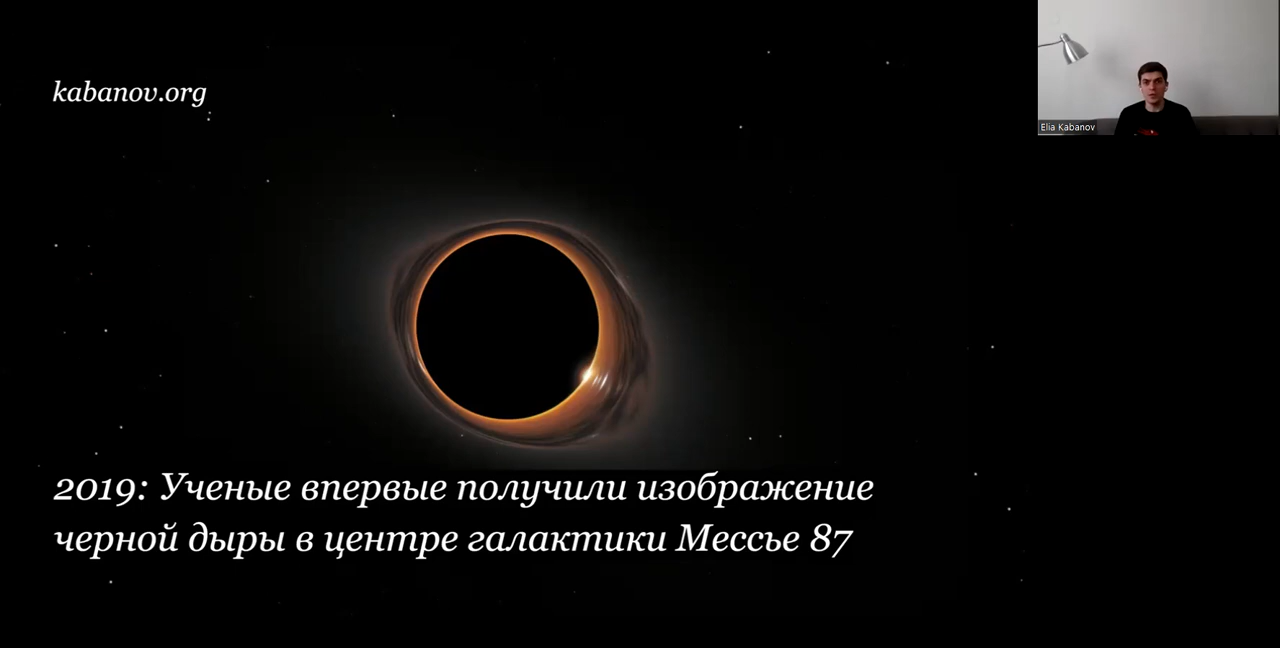 kabanov.org
Elia Kabanov
2019: Ученые впервые получили изображение
черной дыры в центре галактики Мессье 87